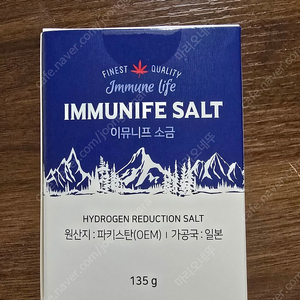 FINEST QUALITY
Immune life
IMMUNIFE SALT
이뮤니프 소금
HYDROGEN REDUCTION SALT
원산지 : 파키스탄(OEM) I 가공국 : 일본
135 g